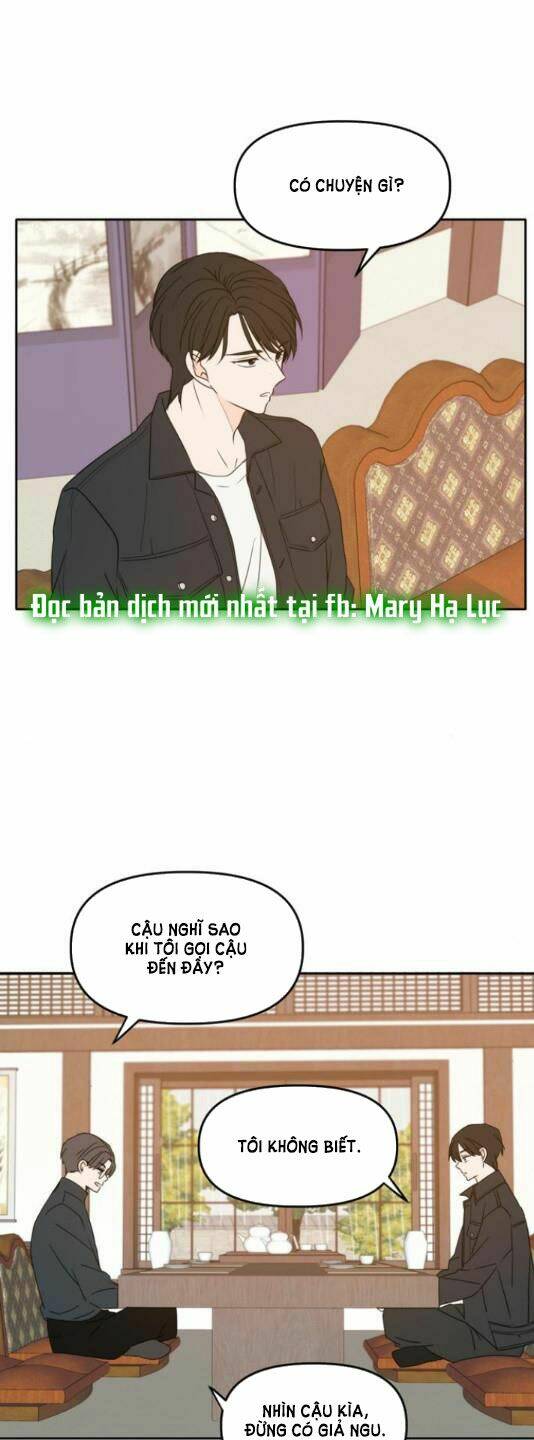 CÓ CHUYỆN GÌ?
Đọc bản dịch mới nhất tại fb: Mary Hạ Lục
CẬU NGHĨ SAO
KHI TÔI GỌI CẬU
ĐẾN ĐẤY?
TÔI KHÔNG BIẾT.
NHÌN CẬU KÌA,
ĐỪNG CÓ GIẢ NGU.